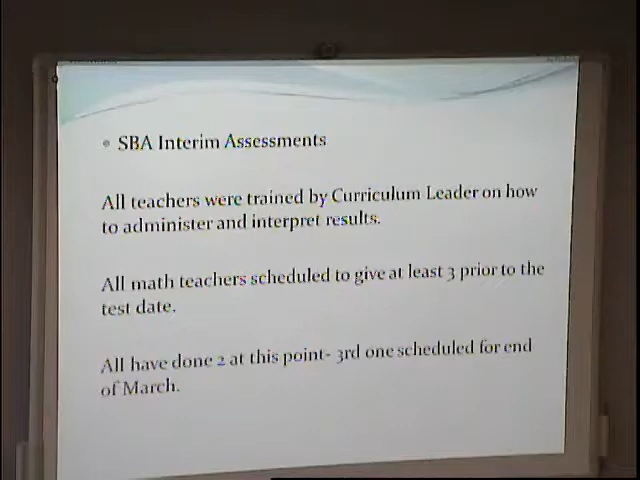 SBA Interim Assessments
All teachers were trained by Curriculum Leader on how
to administer and interpret results.
All math teachers scheduled to give at least 3 prior to the
test date.
All have done 2 at this point- 3rd one scheduled for end
of March.